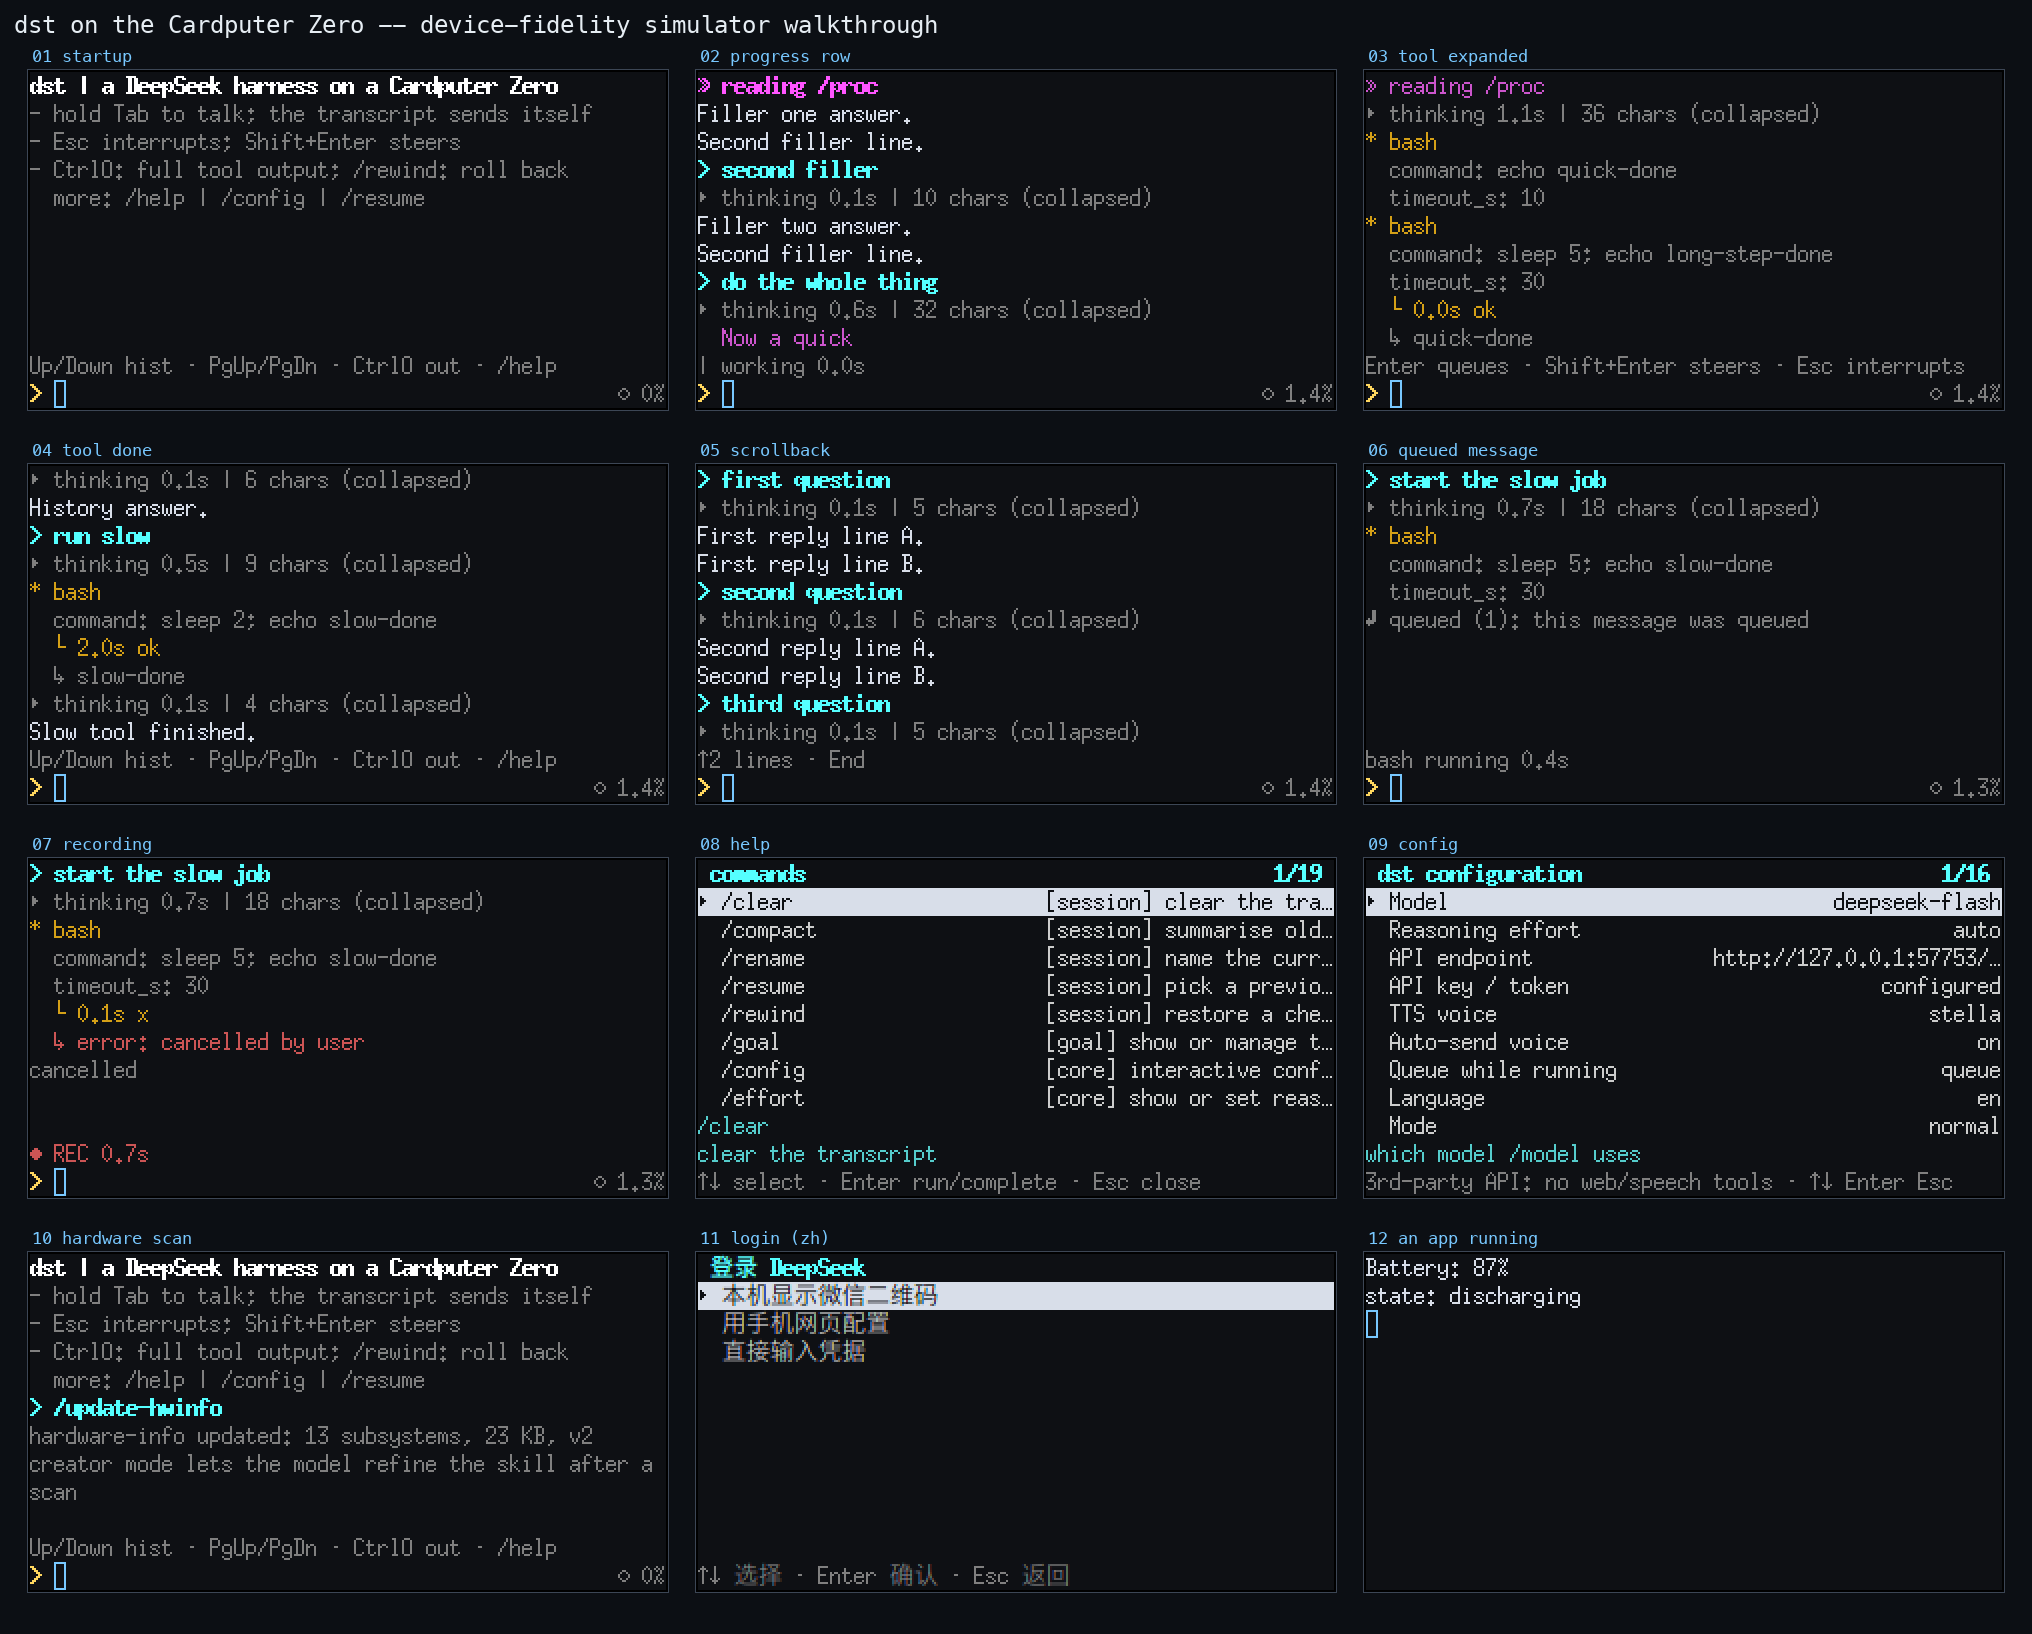 dst on the Cardputer Zero -- device-fidelity simulator walkthrough
01 startup
dst | a DeepSeek harness on a Cardputer Zero
- hold Tab to talk; the transcript sends itself
- Esc interrupts; Shift+Enter steers
- CtrlO: full tool output; /rewind: roll back
more: /help | /config | /resume
Up/Down hist · PgUp/PgDn · CtrlO out · /help
> ◇ 0%
02 progress row
» reading /proc
Filler one answer.
Second filler line.
> second filler
▸ thinking 0.1s | 10 chars (collapsed)
Filler two answer.
Second filler line.
> do the whole thing
▸ thinking 0.6s | 32 chars (collapsed)
Now a quick
| working 0.0s
> ◇ 1.4%
03 tool expanded
» reading /proc
▸ thinking 1.1s | 36 chars (collapsed)
* bash
command: echo quick-done
timeout_s: 10
* bash
command: sleep 5; echo long-step-done
timeout_s: 30
└ 0.0s ok
↳ quick-done
Enter queues · Shift+Enter steers · Esc interrupts
> ◇ 1.4%
04 tool done
▸ thinking 0.1s | 6 chars (collapsed)
History answer.
> run slow
▸ thinking 0.5s | 9 chars (collapsed)
* bash
command: sleep 2; echo slow-done
└ 2.0s ok
↳ slow-done
▸ thinking 0.1s | 4 chars (collapsed)
Slow tool finished.
Up/Down hist · PgUp/PgDn · CtrlO out · /help
> ◇ 1.4%
05 scrollback
> first question
▸ thinking 0.1s | 5 chars (collapsed)
First reply line A.
First reply line B.
> second question
▸ thinking 0.1s | 6 chars (collapsed)
Second reply line A.
Second reply line B.
> third question
▸ thinking 0.1s | 5 chars (collapsed)
↑2 lines · End
> ◇ 1.4%
06 queued message
> start the slow job
▸ thinking 0.7s | 18 chars (collapsed)
* bash
command: sleep 5; echo slow-done
timeout_s: 30
↲ queued (1): this message was queued
bash running 0.4s
> ◇ 1.3%
07 recording
> start the slow job
▸ thinking 0.7s | 18 chars (collapsed)
* bash
command: sleep 5; echo slow-done
timeout_s: 30
└ 0.1s x
↳ error: cancelled by user
cancelled
◆ REC 0.7s
> ◇ 1.3%
08 help
commands 1/19
▸ /clear [session] clear the tra…
/compact [session] summarise old…
/rename [session] name the curr…
/resume [session] pick a previo…
/rewind [session] restore a che…
/goal [goal] show or manage t…
/config [core] interactive conf…
/effort [core] show or set reas…
/clear
clear the transcript
↑↓ select · Enter run/complete · Esc close
09 config
dst configuration 1/16
▸ Model deepseek-flash
Reasoning effort auto
API endpoint http://127.0.0.1:57753/…
API key / token configured
TTS voice stella
Auto-send voice on
Queue while running queue
Language en
Mode normal
which model /model uses
3rd-party API: no web/speech tools · ↑↓ Enter Esc
10 hardware scan
dst | a DeepSeek harness on a Cardputer Zero
- hold Tab to talk; the transcript sends itself
- Esc interrupts; Shift+Enter steers
- CtrlO: full tool output; /rewind: roll back
more: /help | /config | /resume
> /update-hwinfo
hardware-info updated: 13 subsystems, 23 KB, v2
creator mode lets the model refine the skill after a
scan
Up/Down hist · PgUp/PgDn · CtrlO out · /help
> ◇ 0%
11 login (zh)
登录 DeepSeek
▸ 本机显示微信二维码
用手机网页配置
直接输入凭据
↑↓ 选择 · Enter 确认 · Esc 返回
12 an app running
Battery: 87%
state: discharging